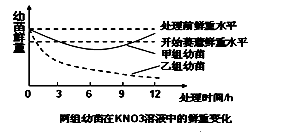 幼苗鲜重
处理前鲜重水平
开始萎蔫鲜重水平
甲组幼苗
乙组幼苗
0 3 6 9 12
处理时间/h
两组幼苗在KNO3溶液中的鲜重变化